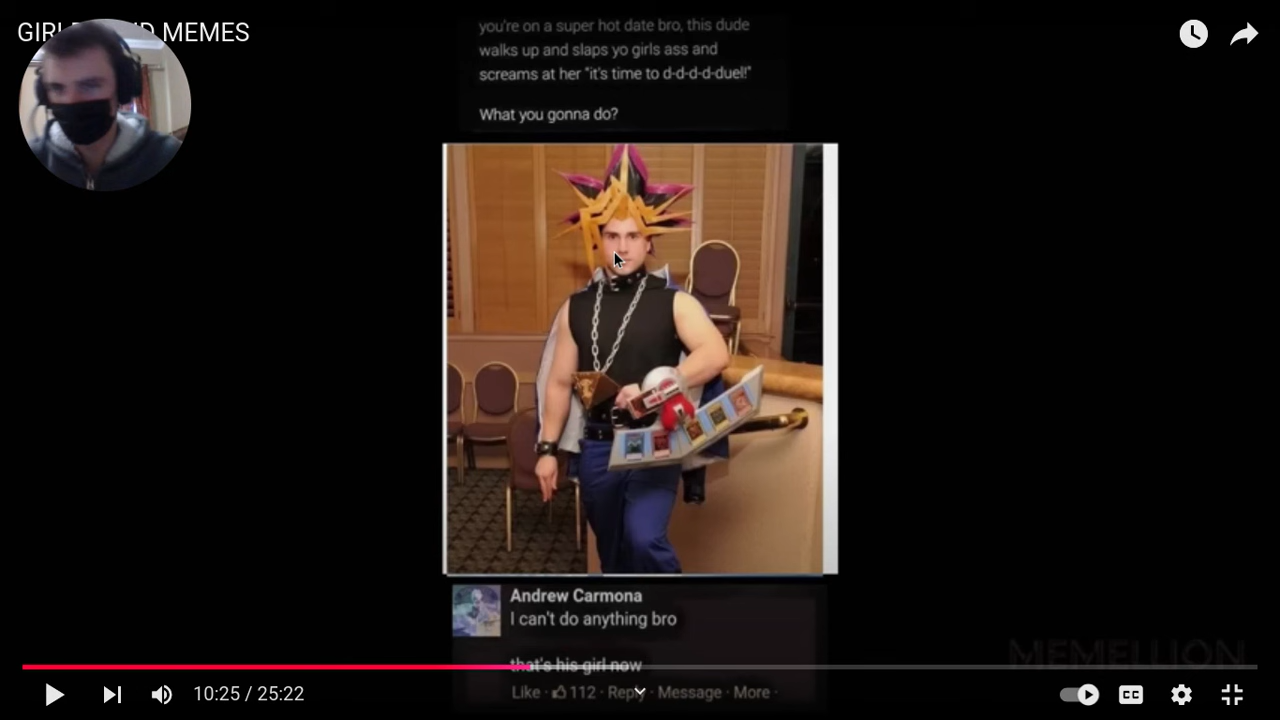 GIRL
MEMES
you're on a super hot date bro, this dude
walks up and slaps yo girls ass and
screams at her "it's time to d-d-d-d-duel!"
What you gonna do?
Andrew Carmona
I can't do anything bro
that's his girl now
Like · 112 · Reply · Message · More ·
MEMELLION
10:25 / 25:22
CC